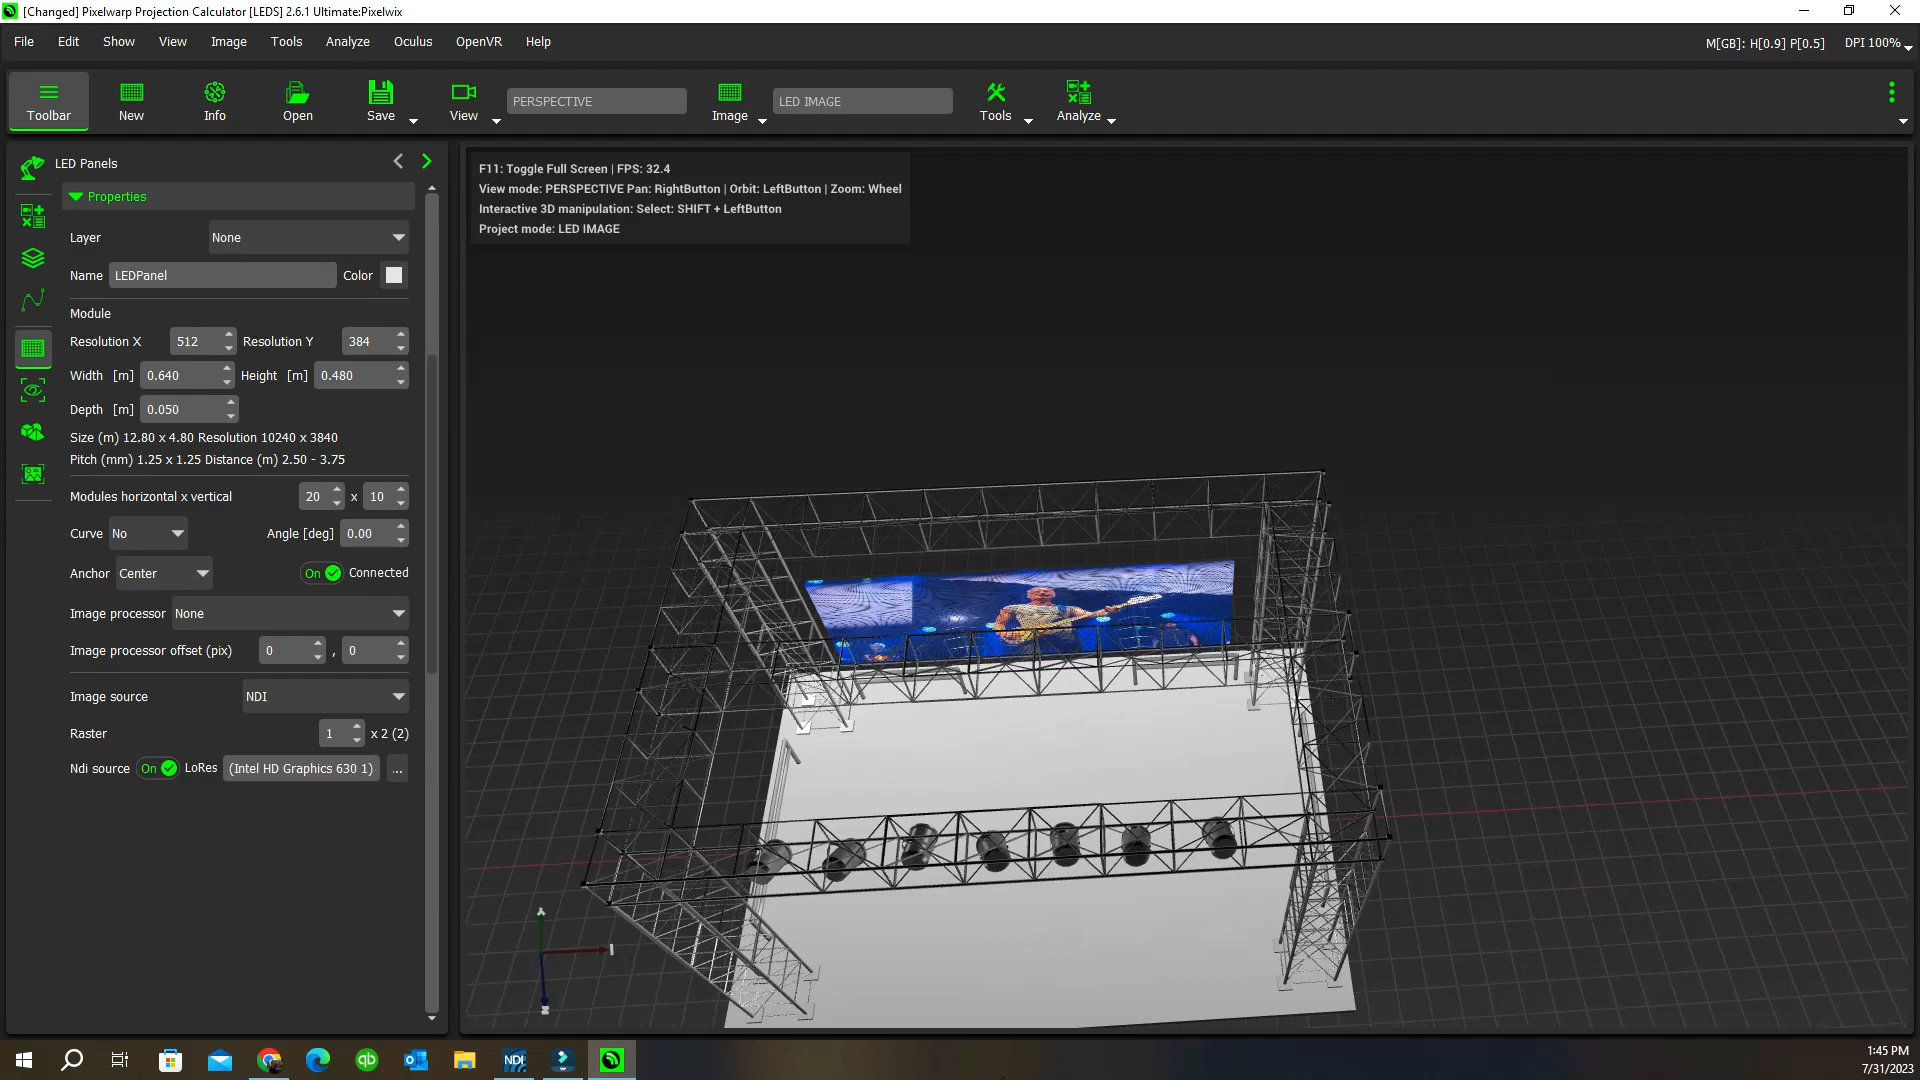 [Changed] Pixelwarp Projection Calculator [LEDS] 2.6.1 Ultimate:Pixelwix
File Edit Show View Image Tools Analyze Oculus OpenVR Help
M[GB]: H[0.9] P[0.5] DPI 100%
Toolbar New Info Open Save View PERSPECTIVE Image LED IMAGE Tools Analyze
LED Panels
Properties
Layer None
Name LEDPanel Color
Module
Resolution X 512 Resolution Y 384
Width [m] 0.640 Height [m] 0.480
Depth [m] 0.050
Size (m) 12.80 x 4.80 Resolution 10240 x 3840
Pitch (mm) 1.25 x 1.25 Distance (m) 2.50 - 3.75
Modules horizontal x vertical 20 x 10
Curve No Angle [deg] 0.00
Anchor Center On Connected
Image processor None
Image processor offset (pix) 0 , 0
Image source NDI
Raster 1 x 2 (2)
Ndi source On LoRes (Intel HD Graphics 630 1) ...
F11: Toggle Full Screen | FPS: 32.4
View mode: PERSPECTIVE Pan: RightButton | Orbit: LeftButton | Zoom: Wheel
Interactive 3D manipulation: Select: SHIFT + LeftButton
Project mode: LED IMAGE
qb
NDI
1:45 PM
7/31/2023